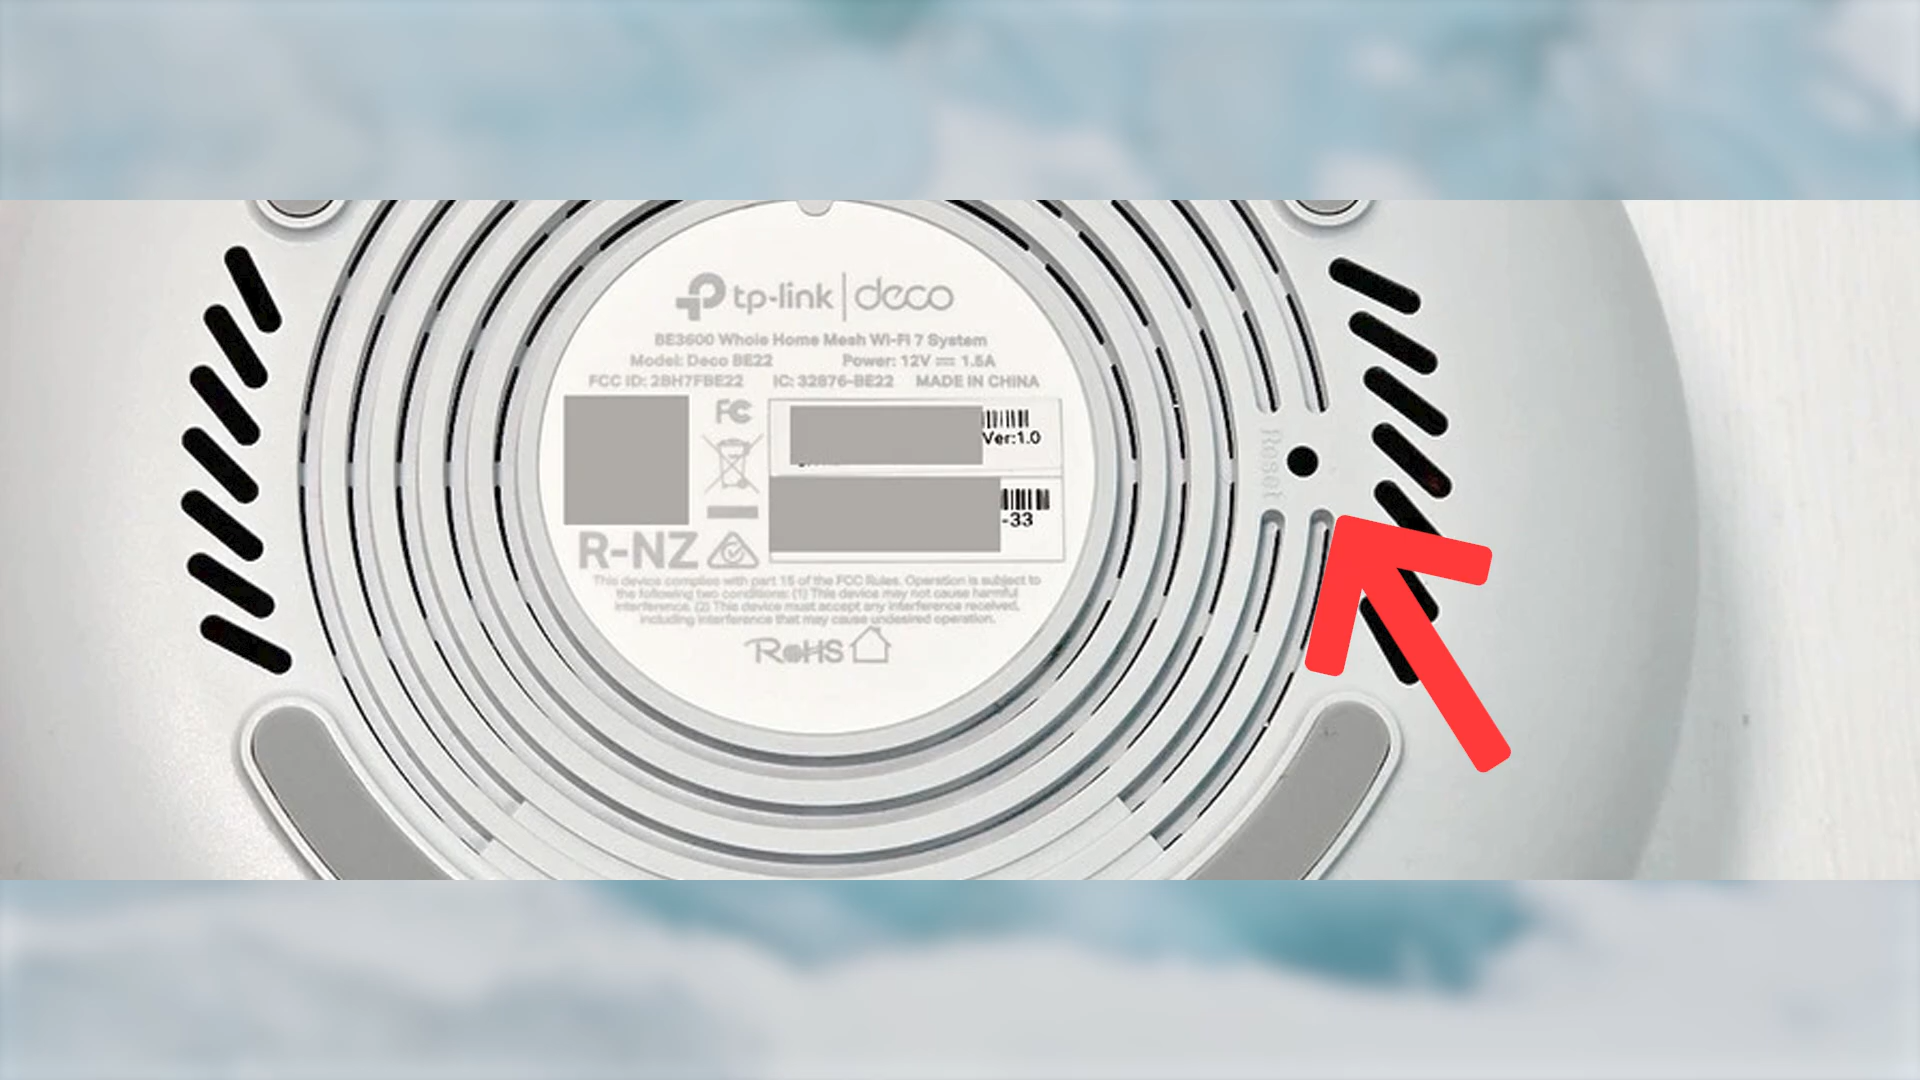 tp-link | deco
BE3600 Whole Home Mesh Wi-Fi 7 System
Model: Deco BE22 Power: 12V ⎓ 1.5A
FCC ID: 2BH7FBE22 IC: 32876-BE22 MADE IN CHINA
FC
Ver:1.0
-33
R-NZ
This device complies with part 15 of the FCC Rules. Operation is subject to
the following two conditions: (1) This device may not cause harmful
interference. (2) This device must accept any interference received,
including interference that may cause undesired operation.
RoHS
Reset